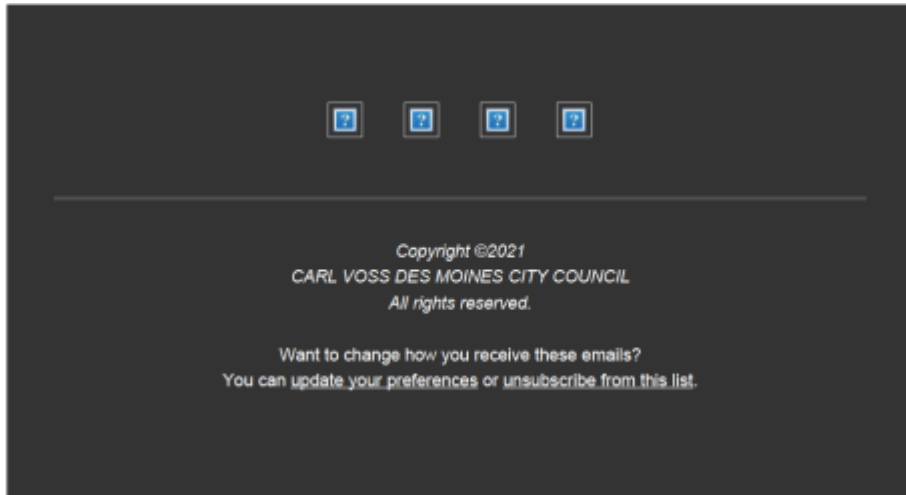 Copyright ©2021
CARL VOSS DES MOINES CITY COUNCIL
All rights reserved.
Want to change how you receive these emails?
You can update your preferences or unsubscribe from this list.